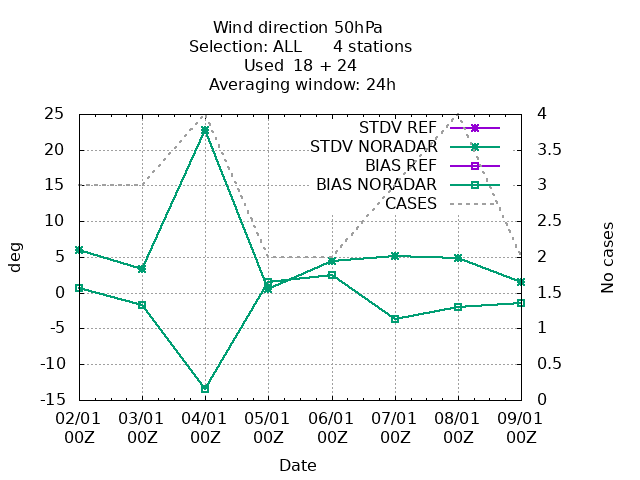 Wind direction 50hPa
Selection: ALL 4 stations
Used 18 + 24
Averaging window: 24h
25 4
STDV REF
20 STDV NORADAR 3.5
BIAS REF
15 BIAS NORADAR 3
CASES
10 2.5
5 2
deg
No cases
0 1.5
-5 1
-10 0.5
-15 0
02/01 03/01 04/01 05/01 06/01 07/01 08/01 09/01
00Z 00Z 00Z 00Z 00Z 00Z 00Z 00Z
Date